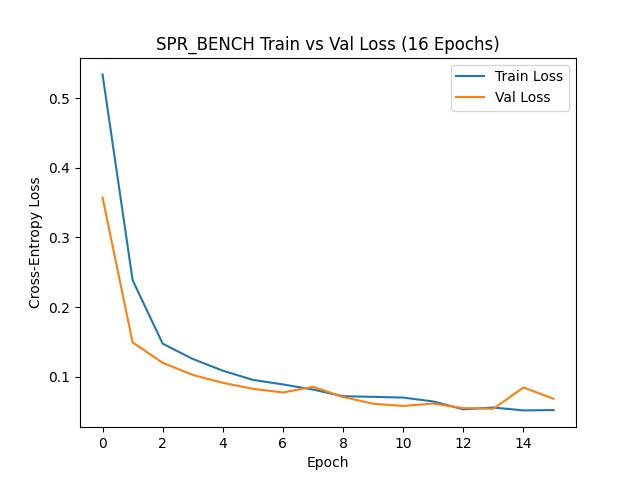 SPR_BENCH Train vs Val Loss (16 Epochs)
Train Loss
Val Loss
Cross-Entropy Loss
0.5
0.4
0.3
0.2
0.1
0 2 4 6 8 10 12 14
Epoch